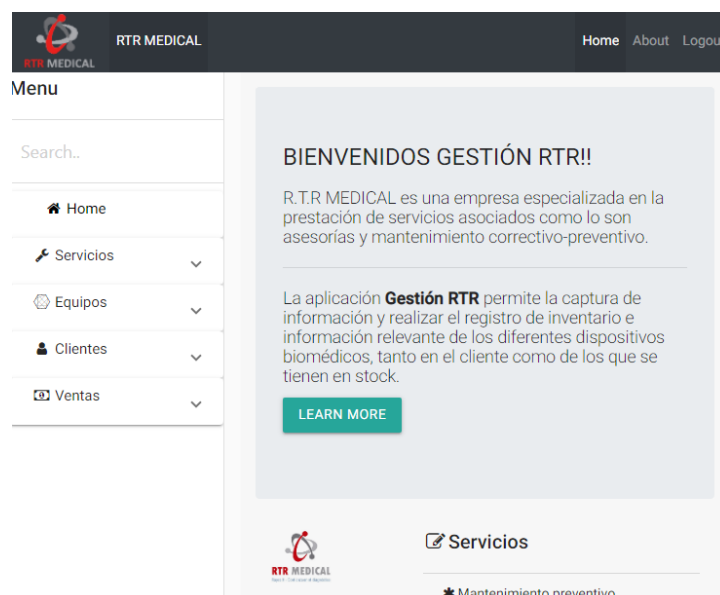 RTR MEDICAL
RTR MEDICAL
Home About Logou
Menu
Search..
Home
Servicios
Equipos
Clientes
Ventas
BIENVENIDOS GESTIÓN RTR!!
R.T.R MEDICAL es una empresa especializada en la
prestación de servicios asociados como lo son
asesorías y mantenimiento correctivo-preventivo.
La aplicación Gestión RTR permite la captura de
información y realizar el registro de inventario e
información relevante de los diferentes dispositivos
biomédicos, tanto en el cliente como de los que se
tienen en stock.
LEARN MORE
RTR MEDICAL
Servicios
Mantenimiento preventivo